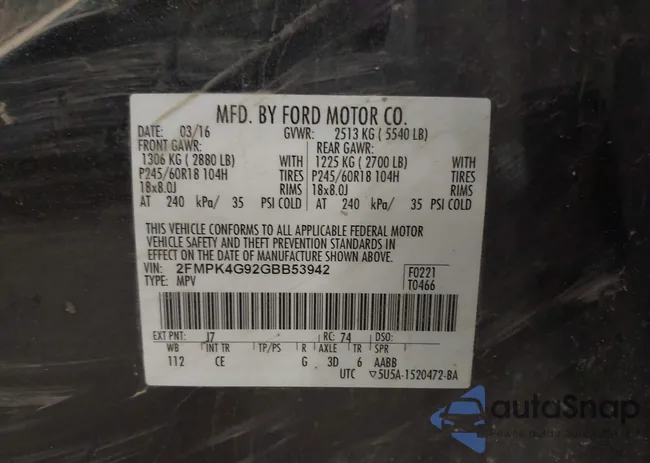 MFD. BY FORD MOTOR CO.
DATE: 03/16 GVWR: 2513 KG ( 5540 LB)
FRONT GAWR: REAR GAWR:
1306 KG ( 2880 LB) WITH 1225 KG ( 2700 LB) WITH
P245/60R18 104H TIRES P245/60R18 104H TIRES
18x8.0J RIMS 18x8.0J RIMS
AT 240 kPa/ 35 PSI COLD AT 240 kPa/ 35 PSI COLD
THIS VEHICLE CONFORMS TO ALL APPLICABLE FEDERAL MOTOR
VEHICLE SAFETY AND THEFT PREVENTION STANDARDS IN
EFFECT ON THE DATE OF MANUFACTURE SHOWN ABOVE.
VIN: 2FMPK4G92GBB53942 F0221
TYPE: MPV T0466
EXT PNT: J7 RC: 74 DSO:
WB INT TR TP/PS R AXLE TR SPR
112 CE G 3D 6 AABB
UTC ▽5U5A-1520472-BA
autoSnap